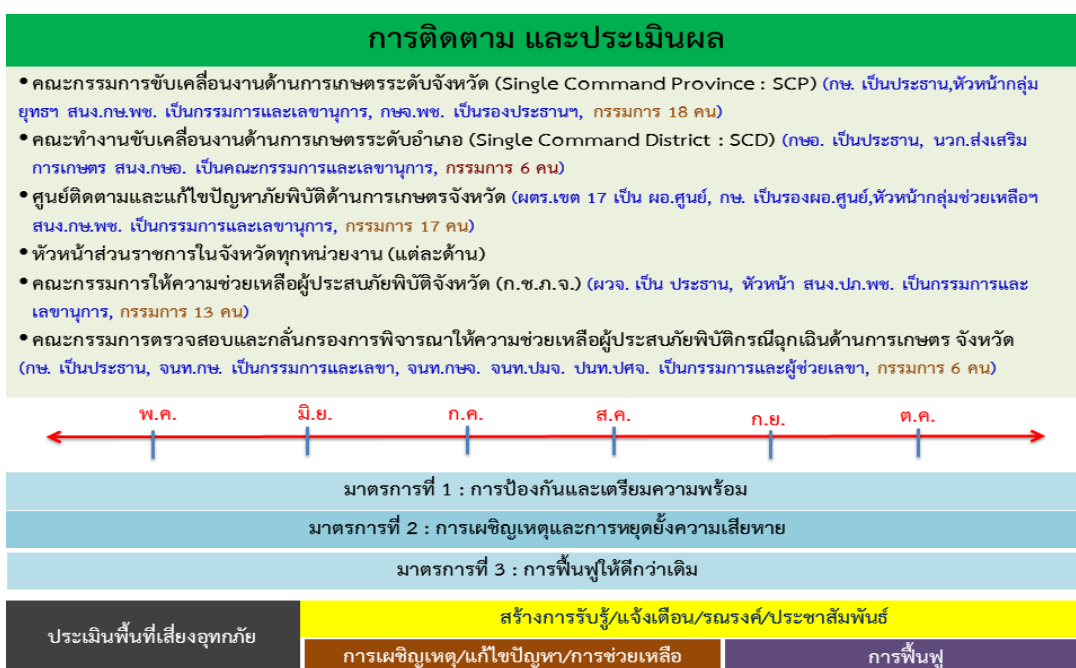 การติดตาม และประเมินผล
• คณะกรรมการขับเคลื่อนงานด้านการเกษตรระดับจังหวัด (Single Command Province : SCP) (กษ. เป็นประธาน,หัวหน้ากลุ่ม
ยุทธฯ สนง.กษ.พช. เป็นกรรมการและเลขานุการ, กษจ.พช. เป็นรองประธานฯ, กรรมการ 18 คน)
• คณะทำงานขับเคลื่อนงานด้านการเกษตรระดับอำเภอ (Single Command District : SCD) (กษอ. เป็นประธาน, นวก.ส่งเสริม
การเกษตร สนง.กษอ. เป็นคณะกรรมการและเลขานุการ, กรรมการ 6 คน)
• ศูนย์ติดตามและแก้ไขปัญหาภัยพิบัติด้านการเกษตรจังหวัด (ผตร.เขต 17 เป็น ผอ.ศูนย์, กษ. เป็นรองผอ.ศูนย์,หัวหน้ากลุ่มช่วยเหลือฯ
สนง.กษ.พช. เป็นกรรมการและเลขานุการ, กรรมการ 17 คน)
• หัวหน้าส่วนราชการในจังหวัดทุกหน่วยงาน (แต่ละด้าน)
• คณะกรรมการให้ความช่วยเหลือผู้ประสบภัยพิบัติจังหวัด (ก.ช.ภ.จ.) (ผวจ. เป็น ประธาน, หัวหน้า สนง.ปภ.พช. เป็นกรรมการและ
เลขานุการ, กรรมการ 13 คน)
• คณะกรรมการตรวจสอบและกลั่นกรองการพิจารณาให้ความช่วยเหลือผู้ประสบภัยพิบัติกรณีฉุกเฉินด้านการเกษตร จังหวัด
(กษ. เป็นประธาน, จนท.กษ. เป็นกรรมการและเลขา, จนท.กษจ. จนท.ปมจ. ปนท.ปศจ. เป็นกรรมการและผู้ช่วยเลขา, กรรมการ 6 คน)
พ.ค. มิ.ย. ก.ค. ส.ค. ก.ย. ต.ค.
มาตรการที่ 1 : การป้องกันและเตรียมความพร้อม
มาตรการที่ 2 : การเผชิญเหตุและการหยุดยั้งความเสียหาย
มาตรการที่ 3 : การฟื้นฟูให้ดีกว่าเดิม
ประเมินพื้นที่เสี่ยงอุทกภัย
สร้างการรับรู้/แจ้งเตือน/รณรงค์/ประชาสัมพันธ์
การเผชิญเหตุ/แก้ไขปัญหา/การช่วยเหลือ
การฟื้นฟู